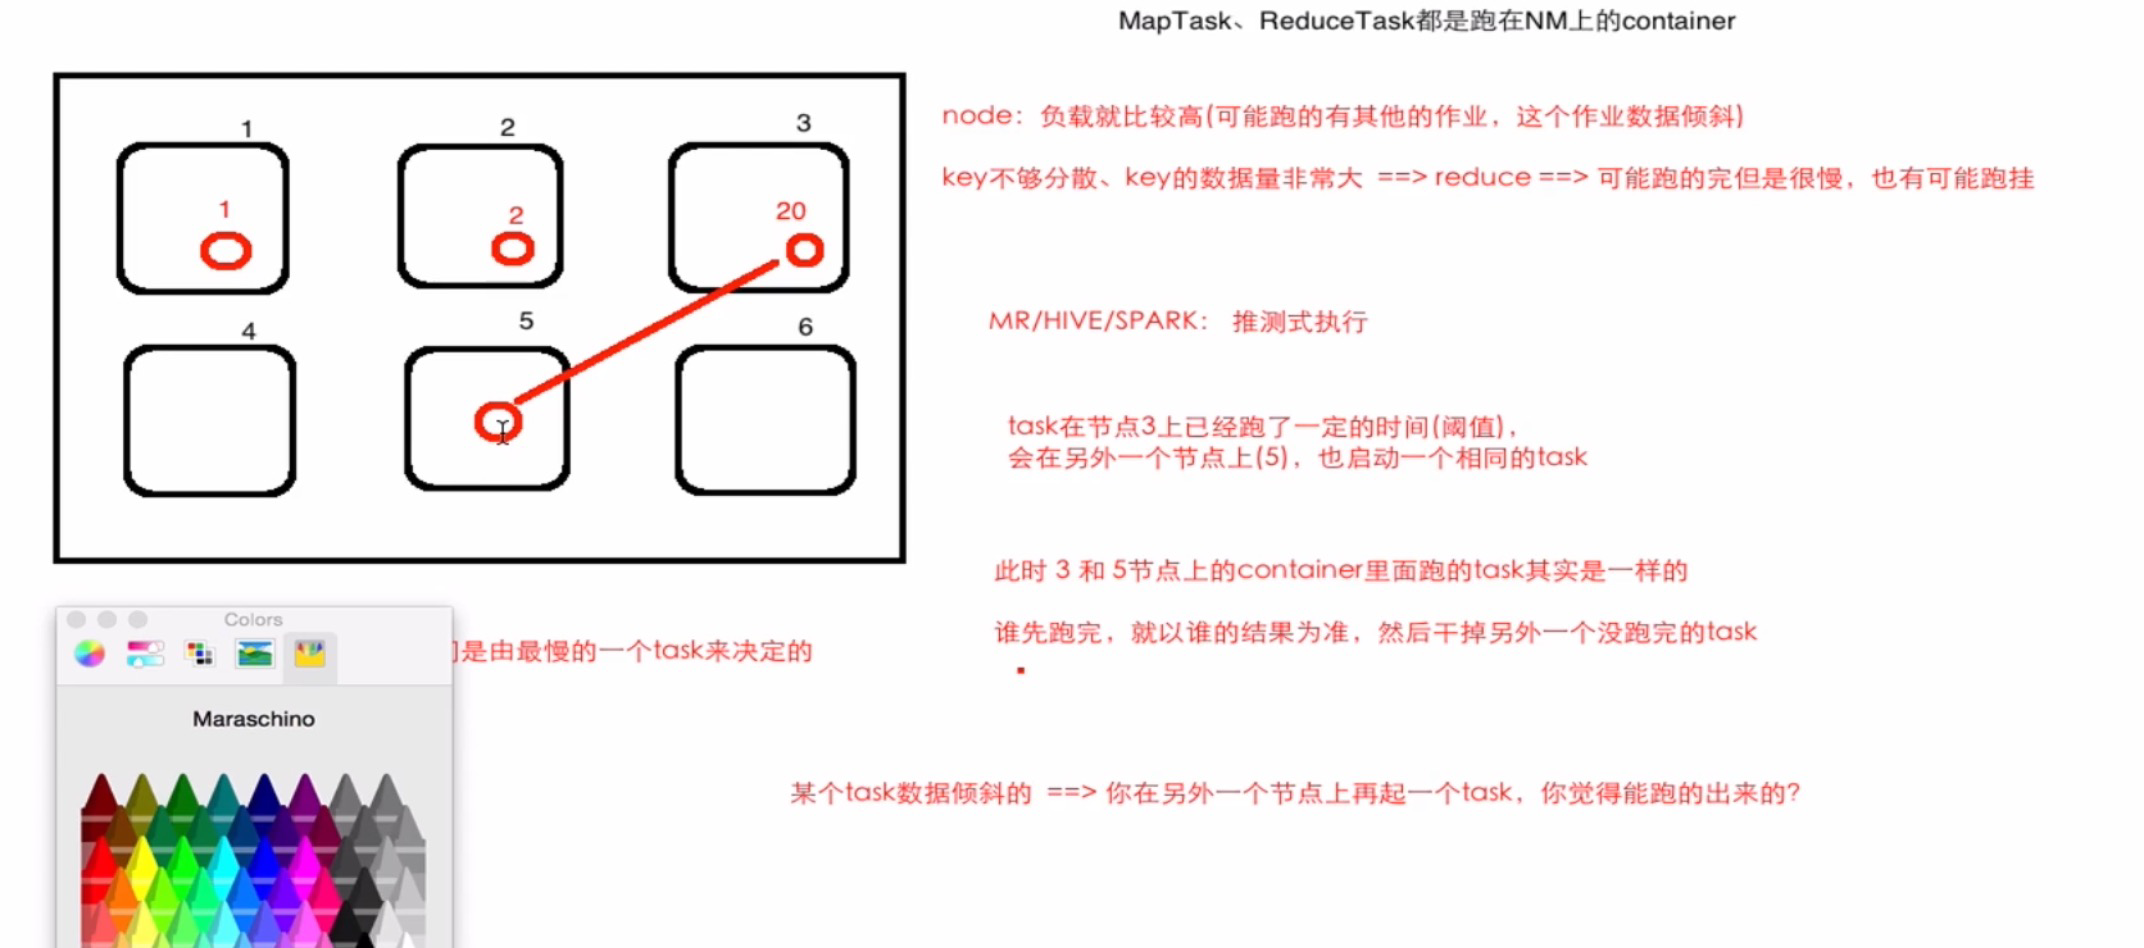 MapTask、ReduceTask都是跑在NM上的container
node：负载就比较高(可能跑的有其他的作业，这个作业数据倾斜)
key不够分散、key的数据量非常大 ==> reduce ==> 可能跑的完但是很慢，也有可能跑挂
1
2
3
1
2
20
4
5
6
MR/HIVE/SPARK： 推测式执行
task在节点3上已经跑了一定的时间(阈值)，
会在另外一个节点上(5)，也启动一个相同的task
此时 3 和 5节点上的container里面跑的task其实是一样的
谁先跑完，就以谁的结果为准，然后干掉另外一个没跑完的task
是由最慢的一个task来决定的
Colors
Maraschino
某个task数据倾斜的 ==> 你在另外一个节点上再起一个task，你觉得能跑的出来的?